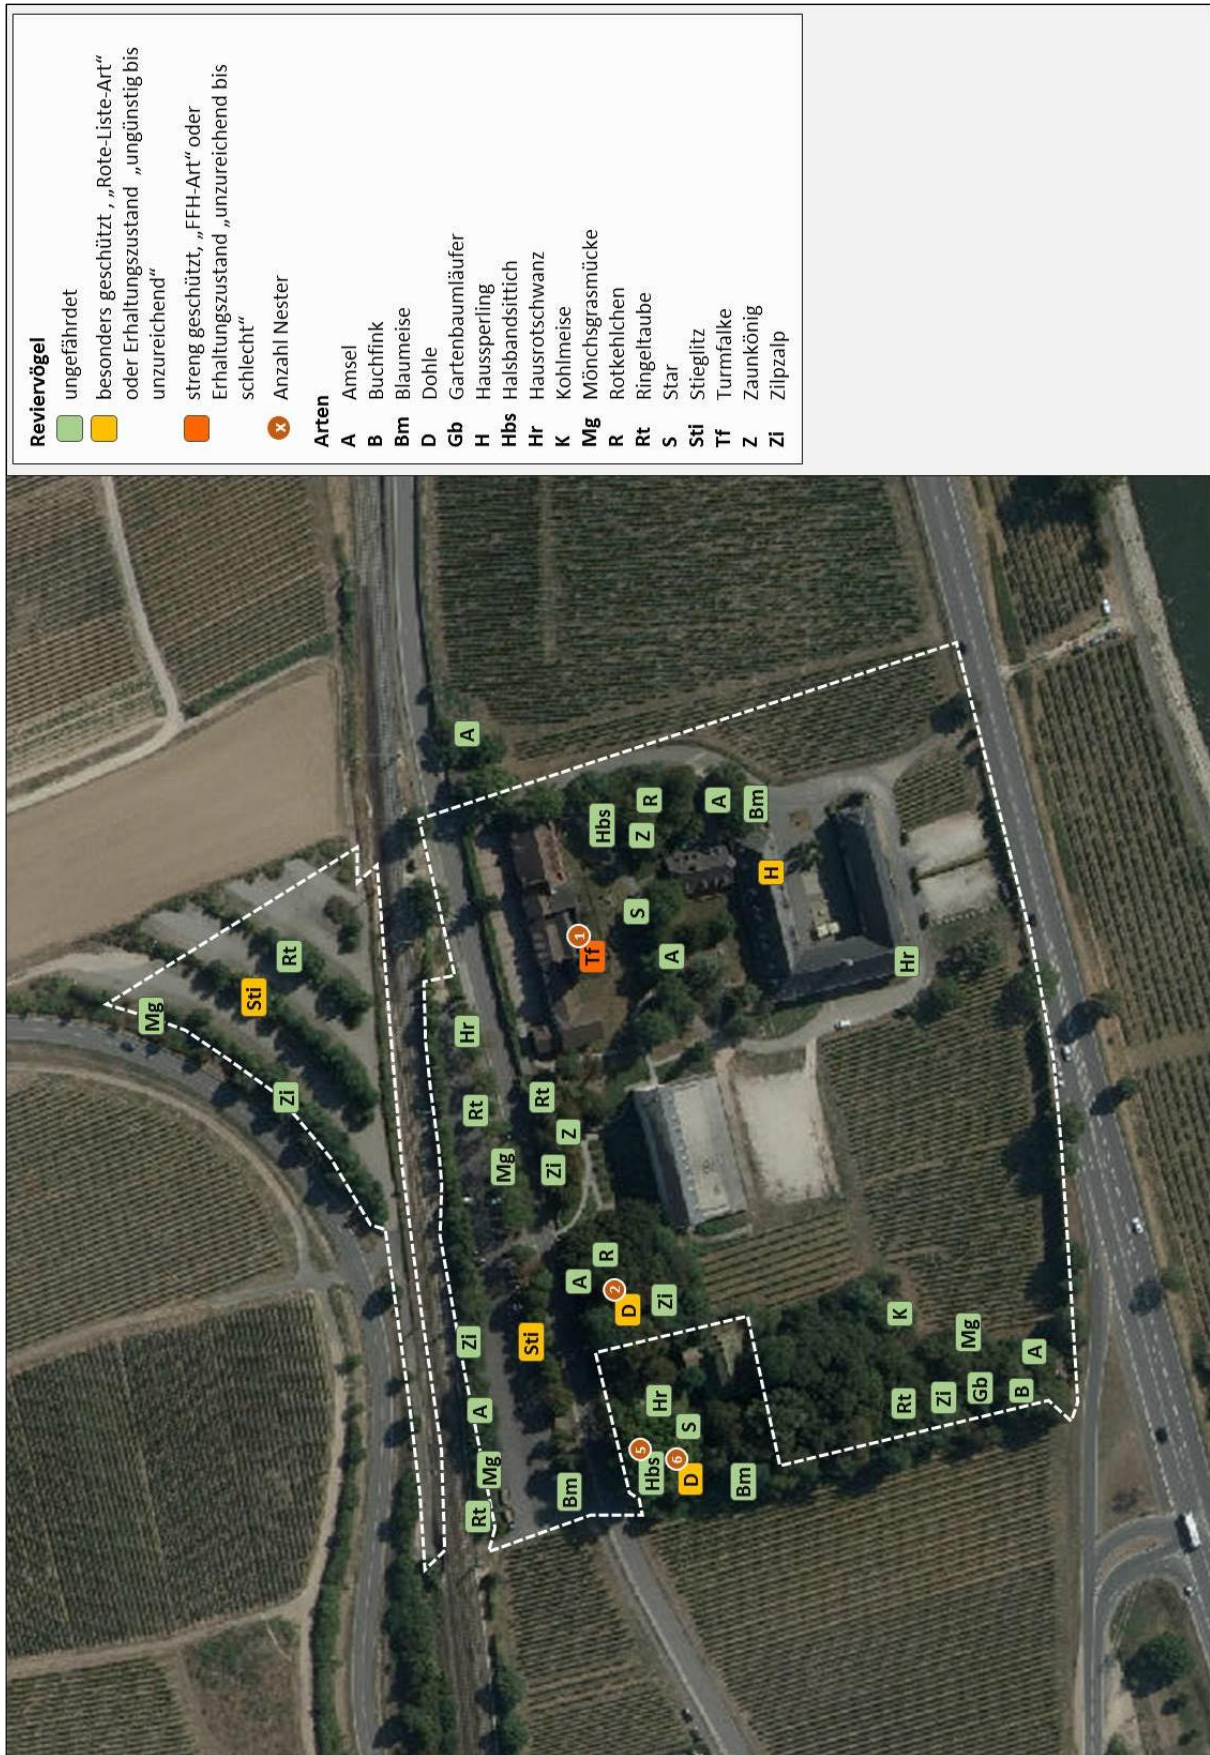 Mg
Sti
Zi
Rt
A
Hr
Zi
Rt
Rt
A
Mg
Mg
Sti
Rt
Zi
Z
Bm
A
1
Tf
Hbs
R
2
D
S
5
Z
R
Hbs
Hr
Zi
A
6
S
D
A
Bm
Bm
H
K
Rt
Hr
Zi
Mg
Gb
B
A
Reviervögel
ungefährdet
besonders geschützt , „Rote-Liste-Art“
oder Erhaltungszustand „ungünstig bis
unzureichend“
streng geschützt, „FFH-Art“ oder
Erhaltungszustand „unzureichend bis
schlecht“
x Anzahl Nester
Arten
A Amsel
B Buchfink
Bm Blaumeise
D Dohle
Gb Gartenbaumläufer
H Haussperling
Hbs Halsbandsittich
Hr Hausrotschwanz
K Kohlmeise
Mg Mönchsgrasmücke
R Rotkehlchen
Rt Ringeltaube
S Star
Sti Stieglitz
Tf Turmfalke
Z Zaunkönig
Zi Zilpzalp